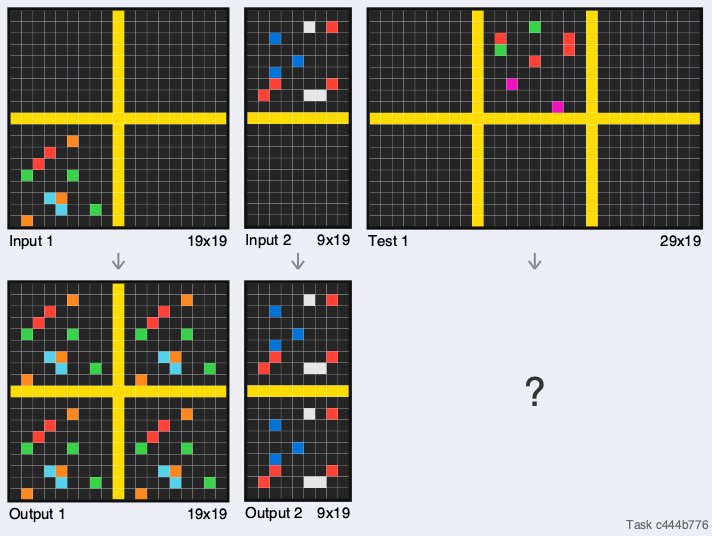 Input 1 19x19
Input 2 9x19
Test 1 29x19
Output 1 19x19
Output 2 9x19
?
Task c444b776